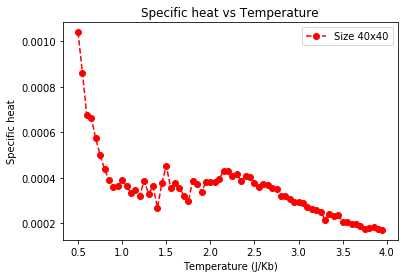 Specific heat vs Temperature
Size 40x40
Specific heat
0.0010
0.0008
0.0006
0.0004
0.0002
0.5 1.0 1.5 2.0 2.5 3.0 3.5 4.0
Temperature (J/Kb)